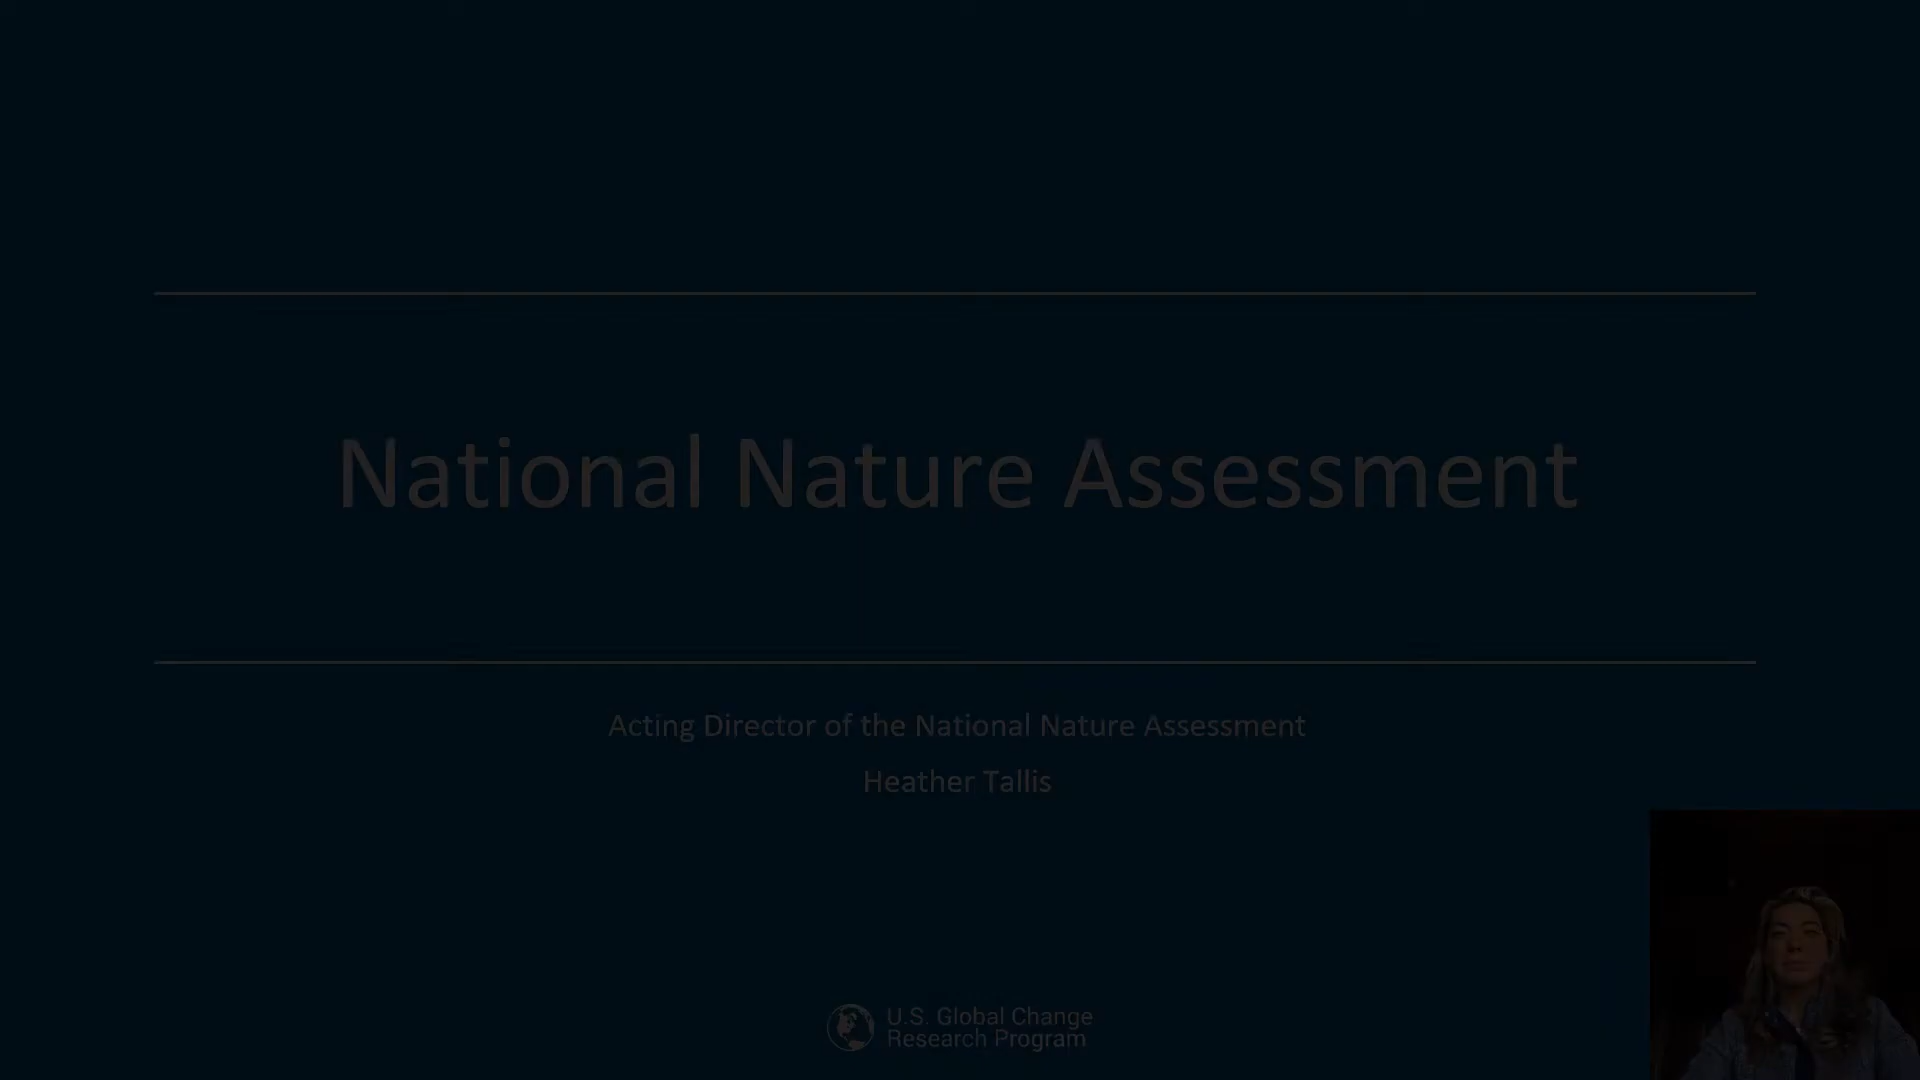 National Nature Assessment
Acting Director of the National Nature Assessment
Heather Tallis
U.S. Global Change
Research Program